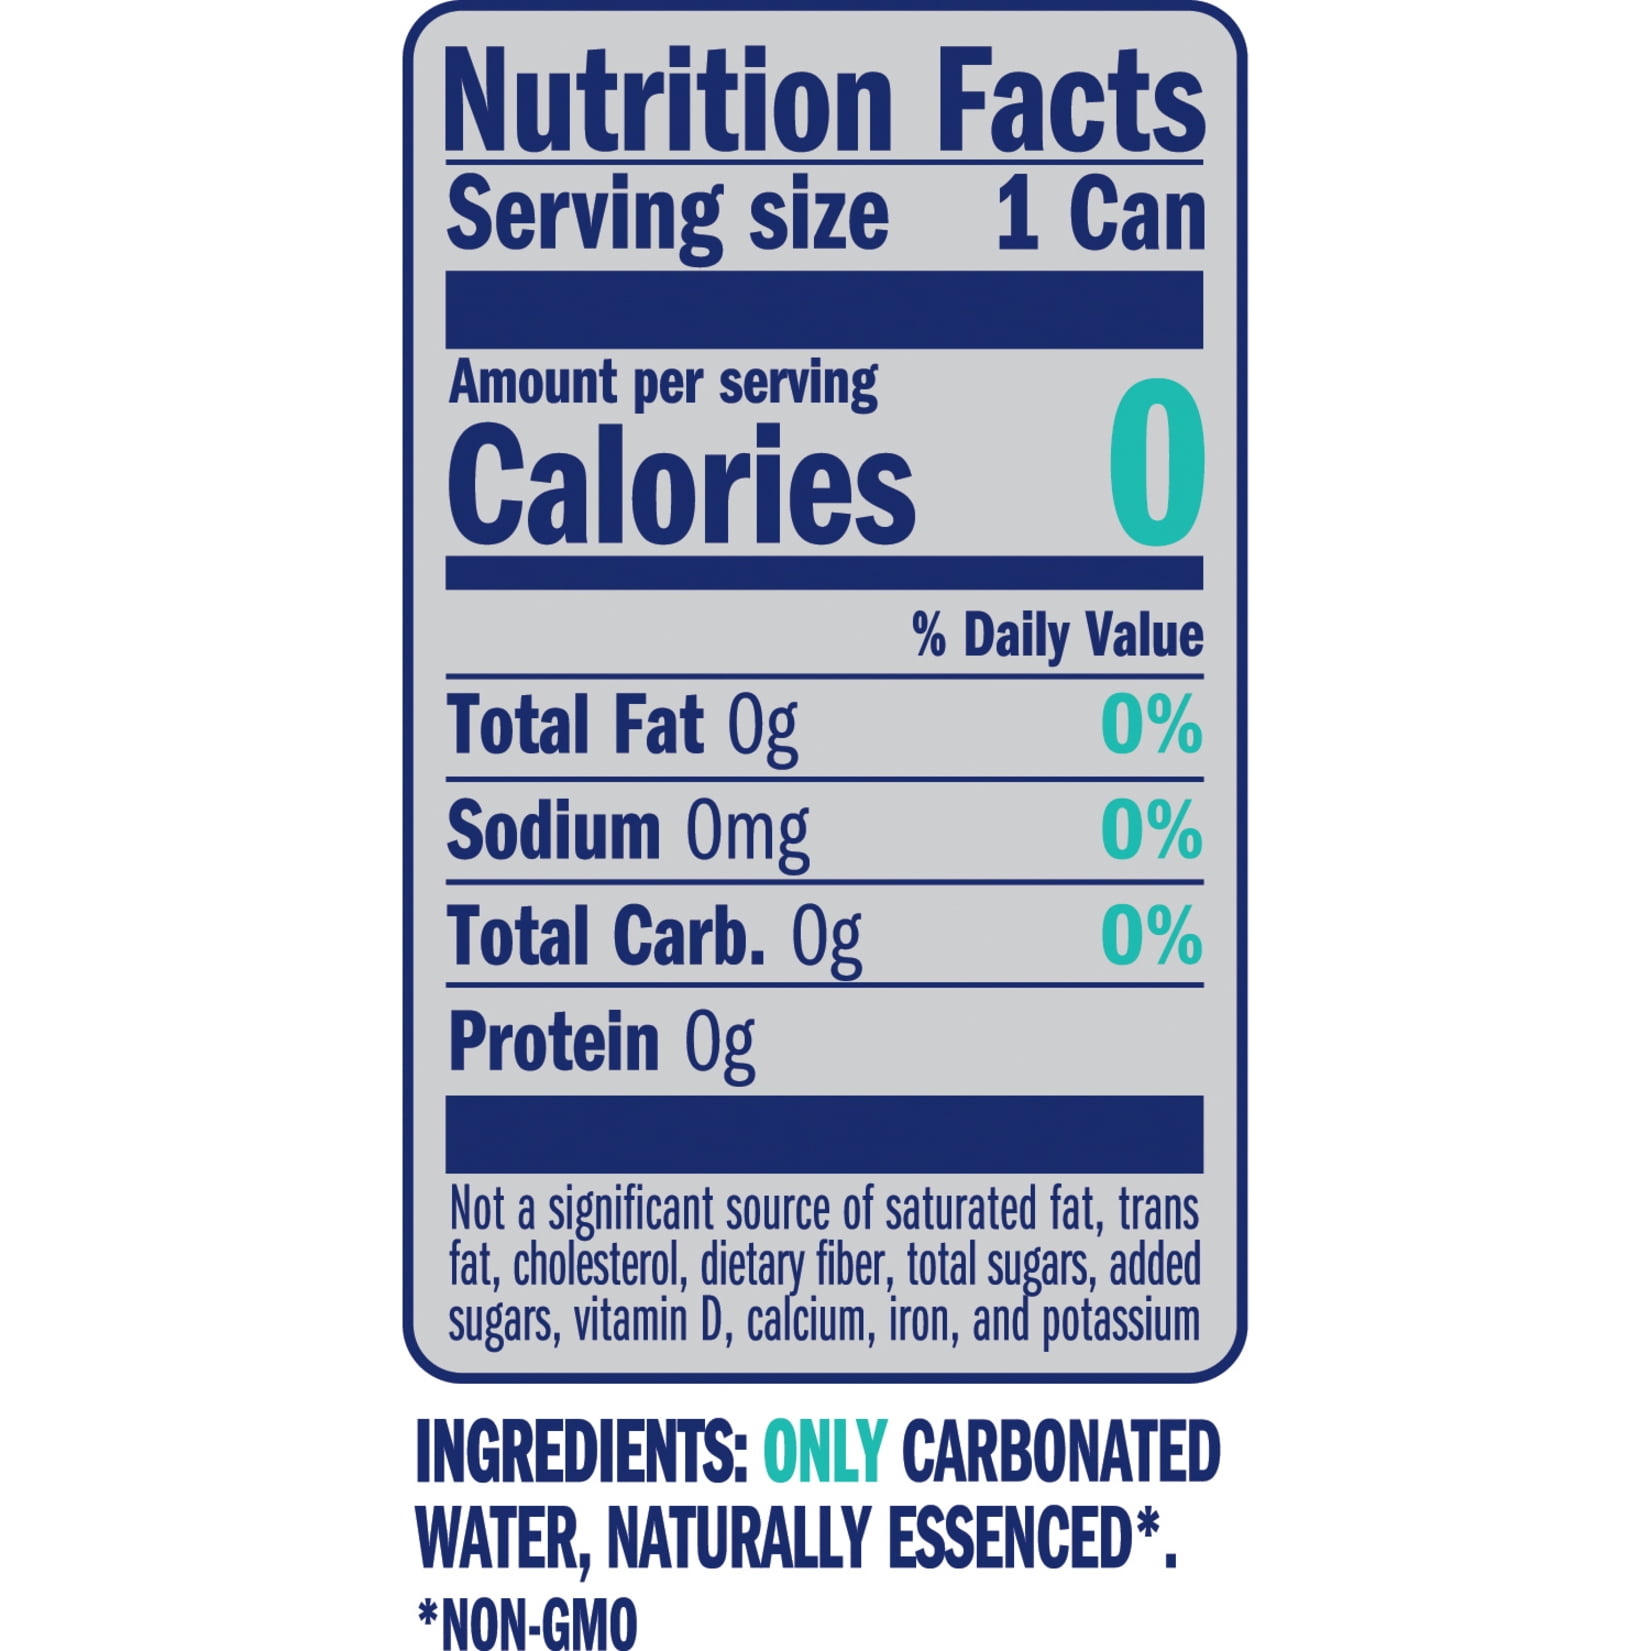 Nutrition Facts
Serving size 1 Can
Amount per serving
Calories 0
% Daily Value
Total Fat 0g 0%
Sodium 0mg 0%
Total Carb. 0g 0%
Protein 0g
Not a significant source of saturated fat, trans
fat, cholesterol, dietary fiber, total sugars, added
sugars, vitamin D, calcium, iron, and potassium
INGREDIENTS: ONLY CARBONATED
WATER, NATURALLY ESSENCED*.
*NON-GMO